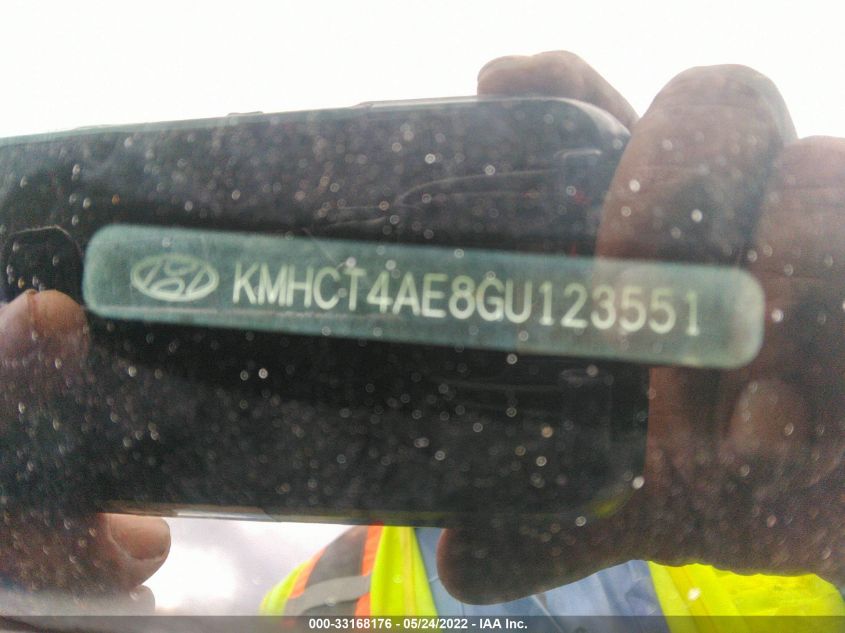 KMHCT4AE8GU123551
000-33168176 - 05/24/2022 - IAA Inc.